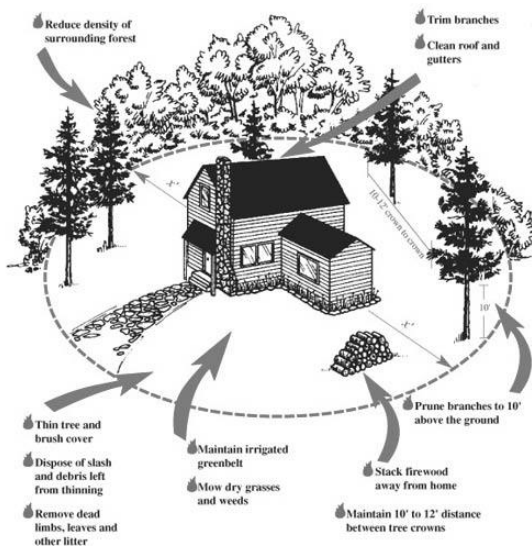 Reduce density of
surrounding forest
Trim branches
Clean roof and
gutters
X'
10-12' crown to crown
10'
X'
Prune branches to 10'
above the ground
Thin tree and
brush cover
Dispose of slash
and debris left
from thinning
Remove dead
limbs, leaves and
other litter
Maintain irrigated
greenbelt
Mow dry grasses
and weeds
Stack firewood
away from home
Maintain 10' to 12' distance
between tree crowns